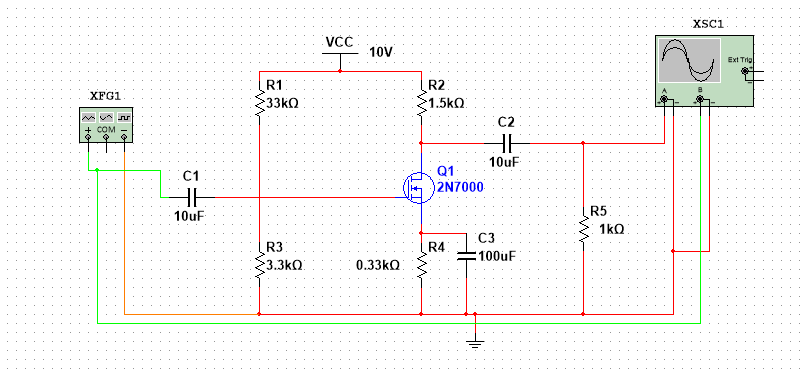 XSC1
VCC
10V
Ext Trig
+
-
A
B
+ - + -
R1
33kΩ
R2
1.5kΩ
XFG1
COM
+ -
C2
10uF
C1
10uF
Q1
2N7000
R5
1kΩ
R3
3.3kΩ
0.33kΩ
R4
C3
100uF